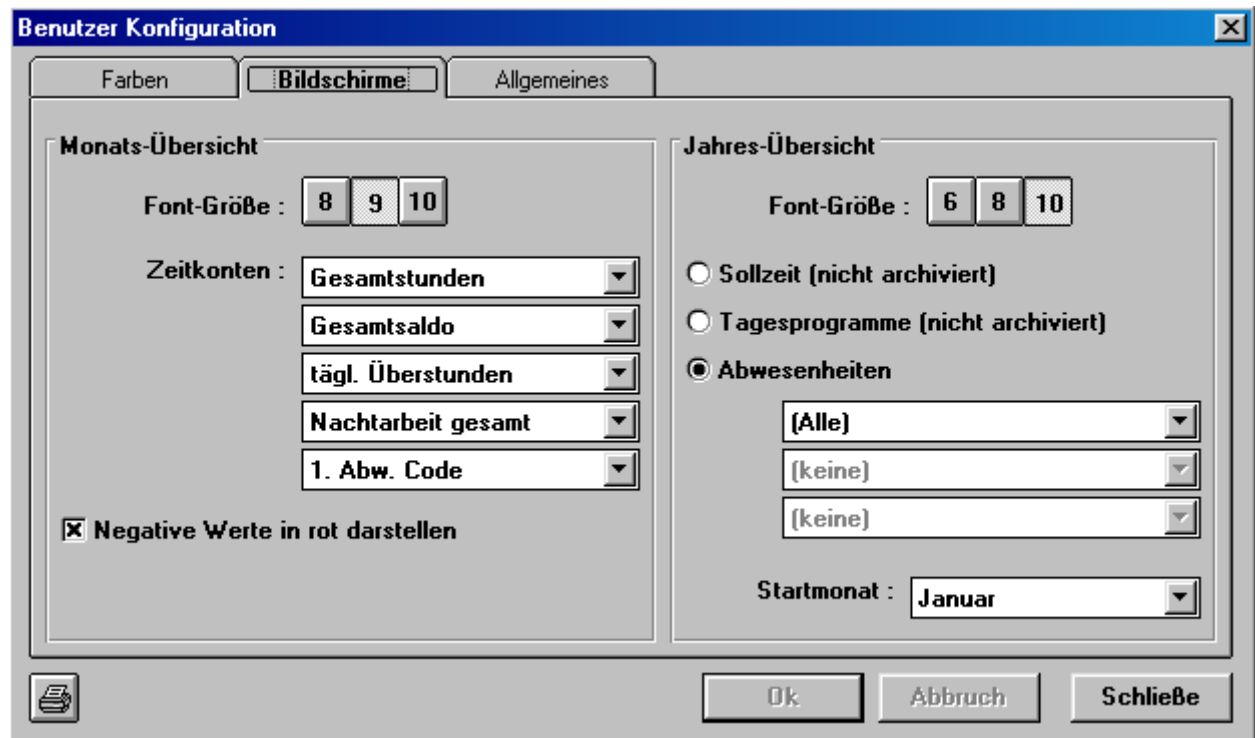 Benutzer Konfiguration
Farben
Bildschirme
Allgemeines
Monats-Übersicht
Font-Größe : 8 9 10
Zeitkonten : Gesamtstunden
Gesamtsaldo
tägl. Überstunden
Nachtarbeit gesamt
1. Abw. Code
Negative Werte in rot darstellen
Jahres-Übersicht
Font-Größe : 6 8 10
Sollzeit (nicht archiviert)
Tagesprogramme (nicht archiviert)
Abwesenheiten
(Alle)
(keine)
(keine)
Startmonat : Januar
Ok
Abbruch
Schließe